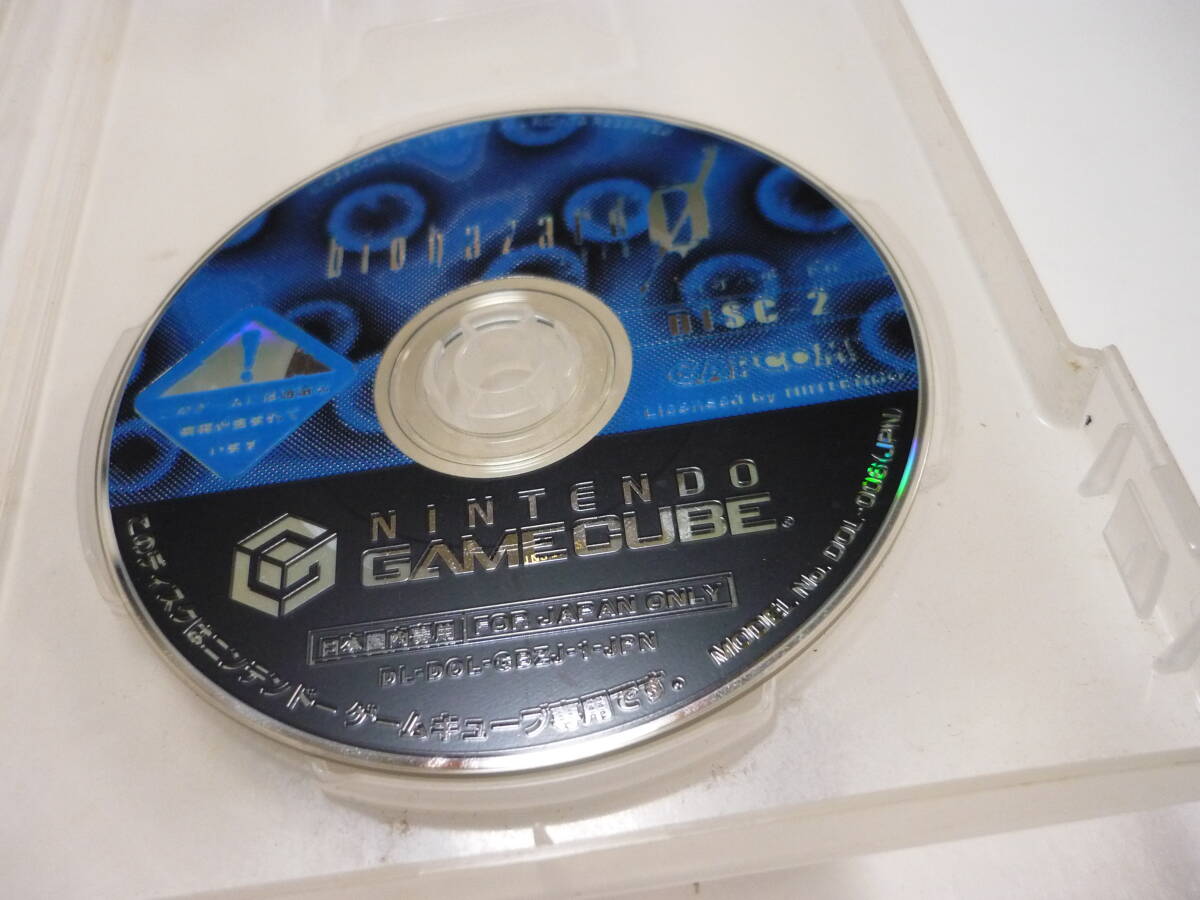 biohazard 0
DISC 2
CAPCOM
Licensed by NINTENDO
NINTENDO
GAMECUBE®
日本国内専用 FOR JAPAN ONLY
DL-DOL-GBZJ-1-JPN
このディスクはニンテンドーゲームキューブ専用です。
MODEL No. DOL-006(JPN)